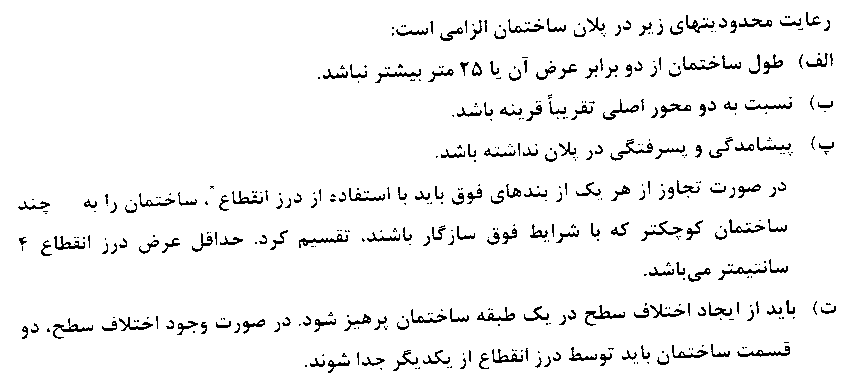 رعایت محدودیتهای زیر در پلان ساختمان الزامی است:
الف) طول ساختمان از دو برابر عرض آن یا ۲۵ متر بیشتر نباشد.
ب) نسبت به دو محور اصلی تقریباً قرینه باشد.
پ) پیشامدگی و پسرفتگی در پلان نداشته باشد.
در صورت تجاوز از هر یک از بندهای فوق باید با استفاده از درز انقطاع*، ساختمان را به چند
ساختمان کوچکتر که با شرایط فوق سازگار باشند، تقسیم کرد. حداقل عرض درز انقطاع ۴
سانتیمتر می‌باشد.
ت) باید از ایجاد اختلاف سطح در یک طبقه ساختمان پرهیز شود. در صورت وجود اختلاف سطح، دو
قسمت ساختمان باید توسط درز انقطاع از یکدیگر جدا شوند.